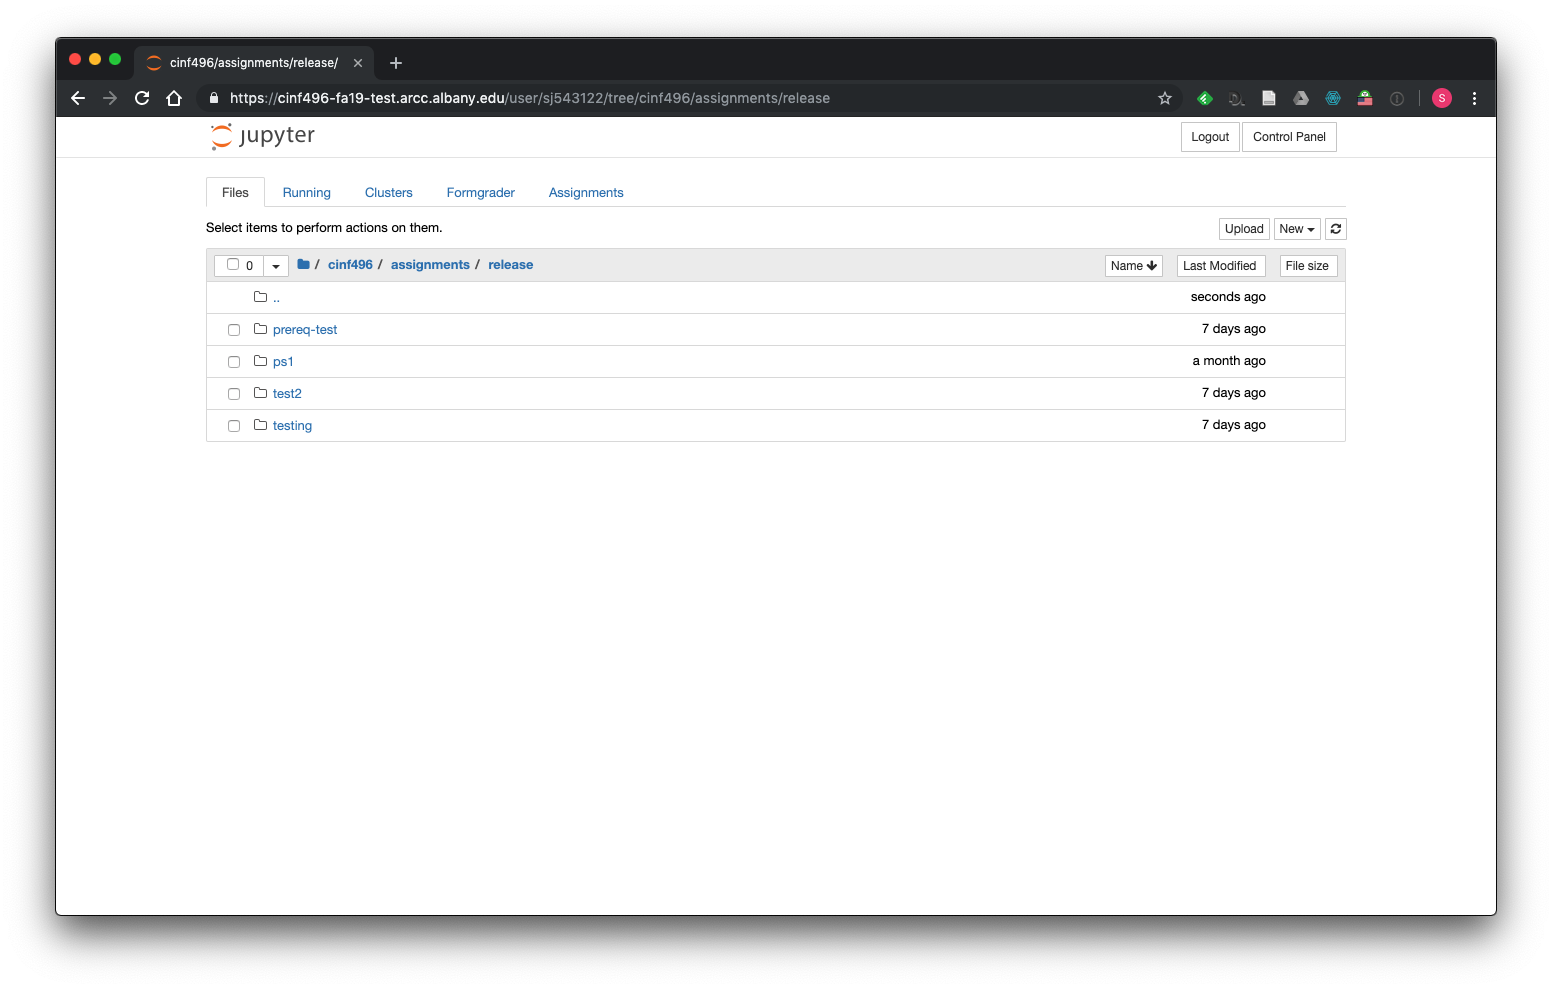 cinf496/assignments/release/
https://cinf496-fa19-test.arcc.albany.edu/user/sj543122/tree/cinf496/assignments/release
S
jupyter
Logout Control Panel
Files Running Clusters Formgrader Assignments
Select items to perform actions on them.
Upload New
0 / cinf496 / assignments / release Name Last Modified File size
.. seconds ago
prereq-test 7 days ago
ps1 a month ago
test2 7 days ago
testing 7 days ago